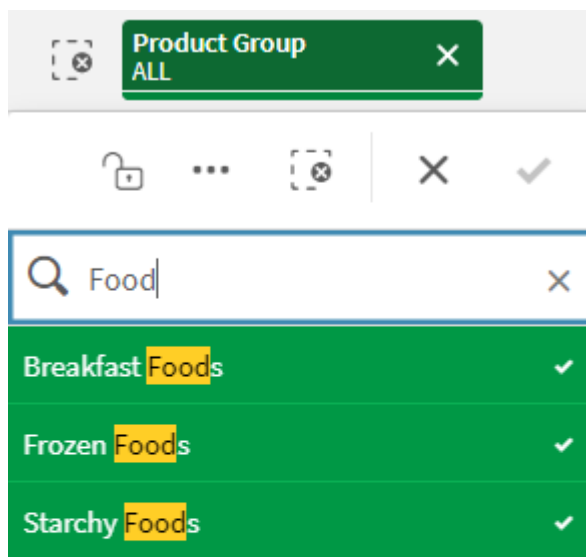 Product Group
ALL
Food
Breakfast Foods
Frozen Foods
Starchy Foods